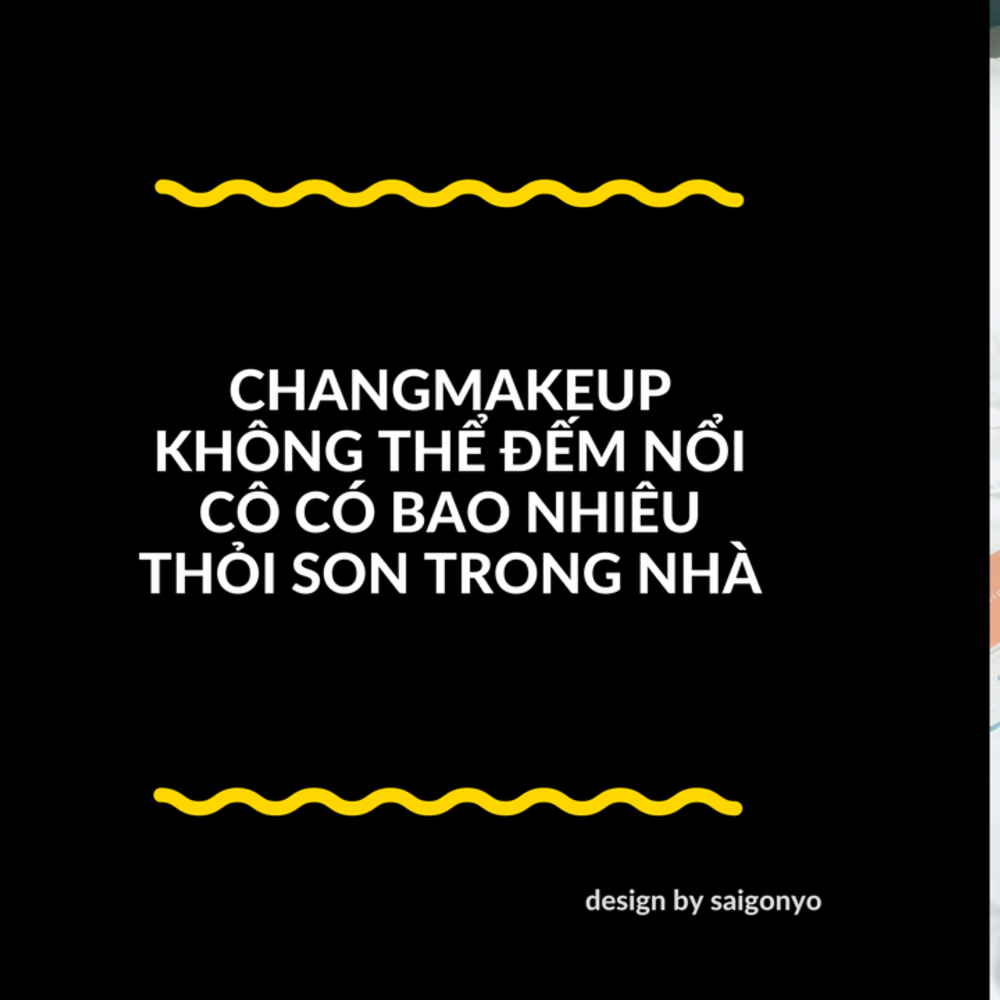 CHANGMAKEUP
KHÔNG THỂ ĐẾM NỔI
CÔ CÓ BAO NHIÊU
THỎI SON TRONG NHÀ
design by saigonyo